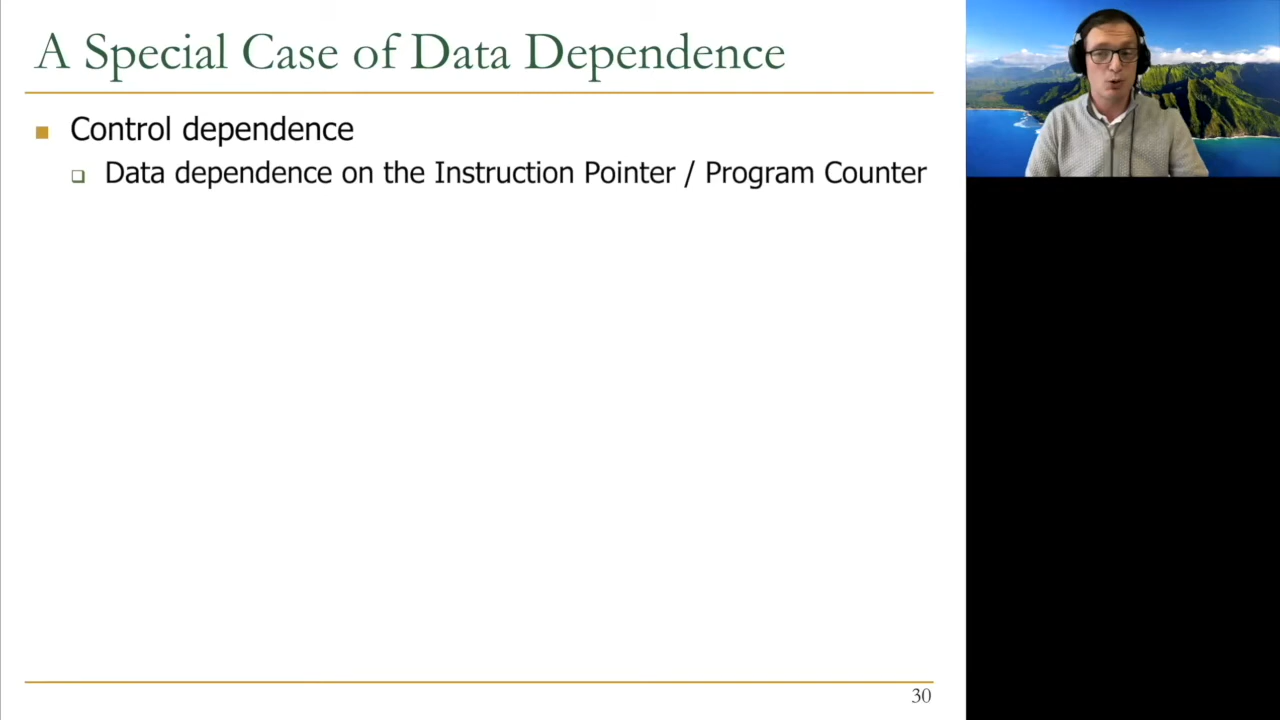 A Special Case of Data Dependence
Control dependence
Data dependence on the Instruction Pointer / Program Counter
30